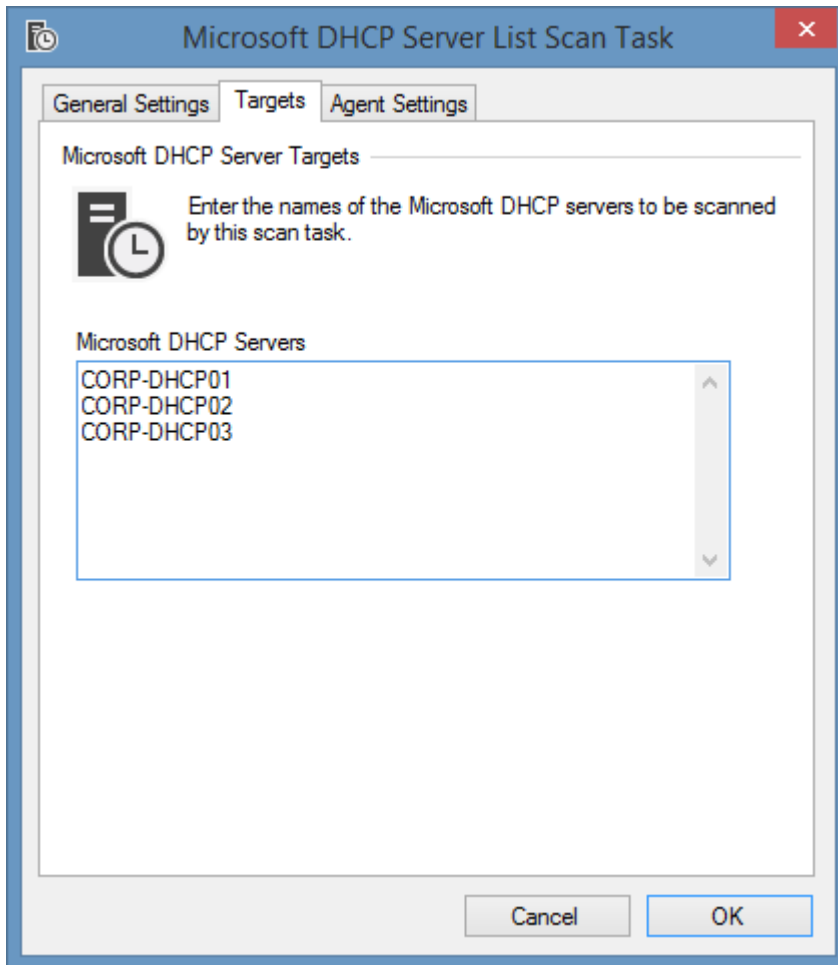 Microsoft DHCP Server List Scan Task
General Settings Targets Agent Settings
Microsoft DHCP Server Targets
Enter the names of the Microsoft DHCP servers to be scanned
by this scan task.
Microsoft DHCP Servers
CORP-DHCP01
CORP-DHCP02
CORP-DHCP03
Cancel OK